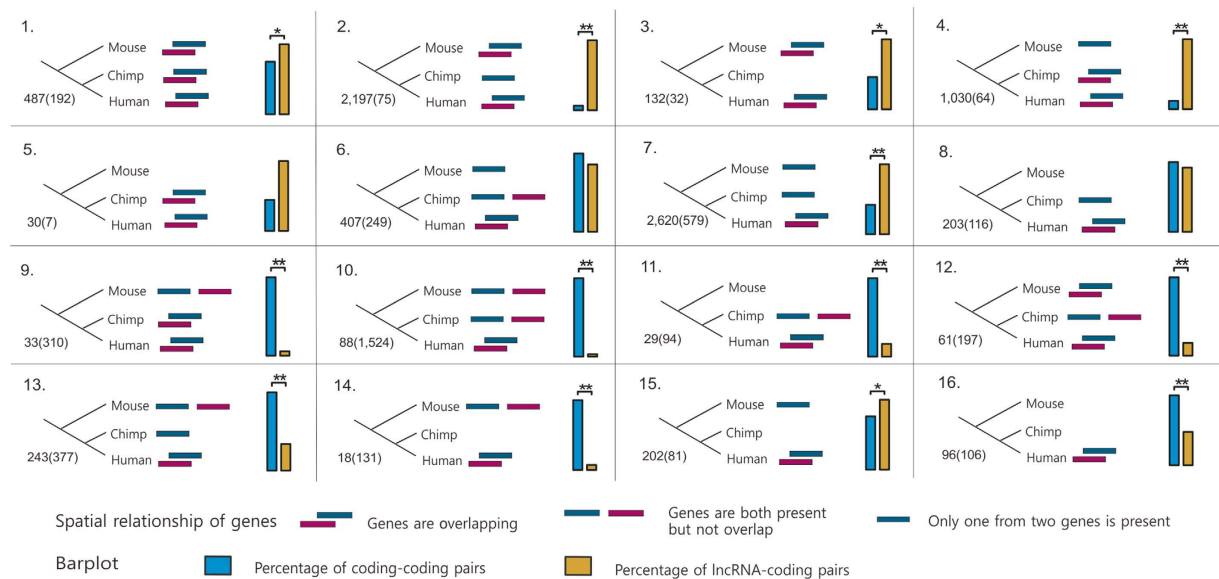 1.
*
Mouse
Chimp
Human
487(192)
2.
**
Mouse
Chimp
Human
2,197(75)
3.
*
Mouse
Chimp
Human
132(32)
4.
**
Mouse
Chimp
Human
1,030(64)
5.
Mouse
Chimp
Human
30(7)
6.
Mouse
Chimp
Human
407(249)
7.
**
Mouse
Chimp
Human
2,620(579)
8.
Mouse
Chimp
Human
203(116)
9.
**
Mouse
Chimp
Human
33(310)
10.
**
Mouse
Chimp
Human
88(1,524)
11.
**
Mouse
Chimp
Human
29(94)
12.
**
Mouse
Chimp
Human
61(197)
13.
**
Mouse
Chimp
Human
243(377)
14.
**
Mouse
Chimp
Human
18(131)
15.
*
Mouse
Chimp
Human
202(81)
16.
**
Mouse
Chimp
Human
96(106)
Spatial relationship of genes
Genes are overlapping
Genes are both present
but not overlap
Only one from two genes is present
Barplot
Percentage of coding-coding pairs
Percentage of lncRNA-coding pairs